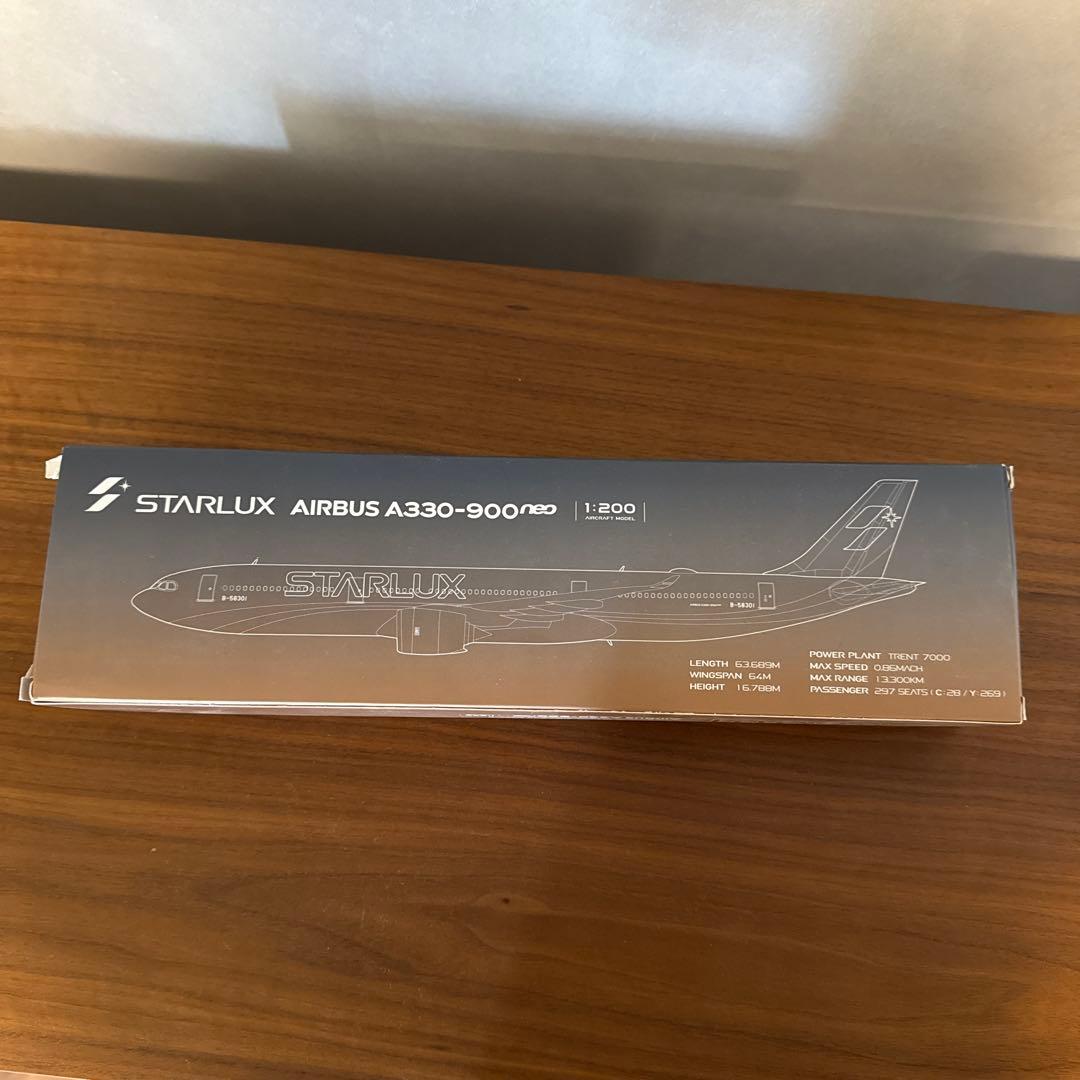 STARLUX AIRBUS A330-900neo 1:200
AIRCRAFT MODEL
STARLUX
B-58301
B-58301
LENGTH 63.689M
WINGSPAN 64M
HEIGHT 16.788M
POWER PLANT TRENT 7000
MAX SPEED 0.86MACH
MAX RANGE 13,300KM
PASSENGER 297 SEATS ( C:28 / Y:269 )